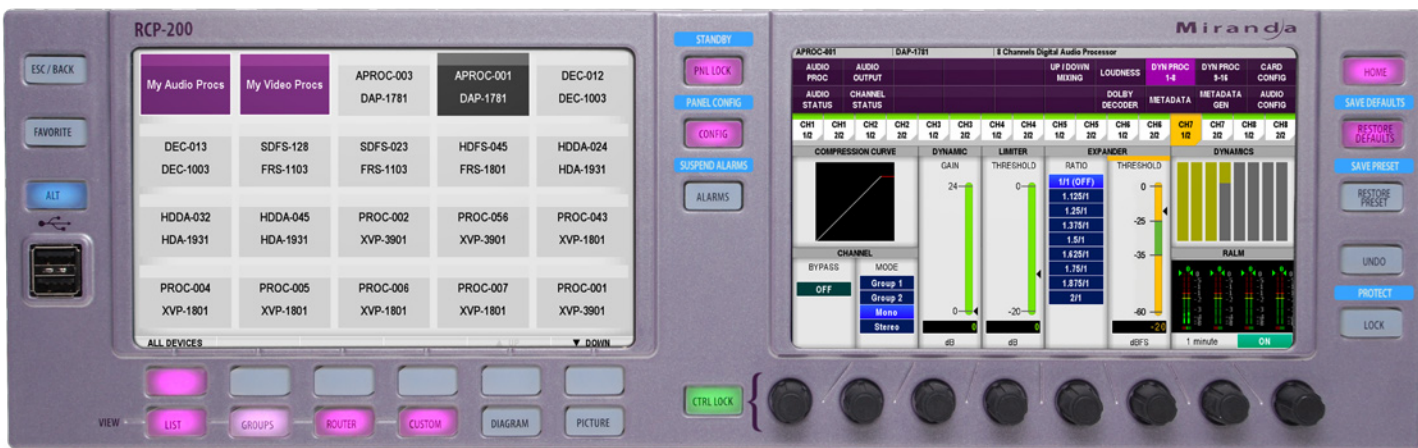 RCP-200
Miranda
ESC / BACK
FAVORITE
ALT
My Audio Procs
My Video Procs
APROC-003
DAP-1781
APROC-001
DAP-1781
DEC-012
DEC-1003
DEC-013
DEC-1003
SDFS-128
FRS-1103
SDFS-023
FRS-1103
HDFS-045
FRS-1801
HDDA-024
HDA-1931
HDDA-032
HDA-1931
HDDA-045
HDA-1931
PROC-002
XVP-3901
PROC-056
XVP-3901
PROC-043
XVP-1801
PROC-004
XVP-1801
PROC-005
XVP-1801
PROC-006
XVP-1801
PROC-007
XVP-1801
PROC-001
XVP-3901
ALL DEVICES
▲ UP
▼ DOWN
VIEW
LIST
GROUPS
ROUTER
CUSTOM
DIAGRAM
PICTURE
STANDBY
PNL LOCK
PANEL CONFIG
CONFIG
SUSPEND ALARMS
ALARMS
CTRL LOCK
APROC-001
DAP-1781
8 Channels Digital Audio Processor
AUDIO PROC
AUDIO OUTPUT
UP / DOWN MIXING
LOUDNESS
DYN PROC 1-8
DYN PROC 9-16
CARD CONFIG
AUDIO STATUS
CHANNEL STATUS
DOLBY DECODER
METADATA
METADATA GEN
AUDIO CONFIG
CH1 CH1 CH2 CH2 CH3 CH3 CH4 CH4 CH5 CH5 CH6 CH6 CH7 CH7 CH8 CH8
1/2 2/2 1/2 2/2 1/2 2/2 1/2 2/2 1/2 2/2 1/2 2/2 1/2 2/2 1/2 2/2
COMPRESSION CURVE
DYNAMIC
LIMITER
EXPANDER
DYNAMICS
GAIN
THRESHOLD
RATIO
THRESHOLD
24
0
0
dB
0
-20
0
dB
1/1 (OFF)
1.125/1
1.25/1
1.375/1
1.5/1
1.625/1
1.75/1
1.875/1
2/1
0
-25
-35
-60
-20
dBFS
CHANNEL
BYPASS
OFF
MODE
Group 1
Group 2
Mono
Stereo
RALM
1 minute
ON
HOME
SAVE DEFAULTS
RESTORE
DEFAULTS
SAVE PRESET
RESTORE
PRESET
UNDO
PROTECT
LOCK